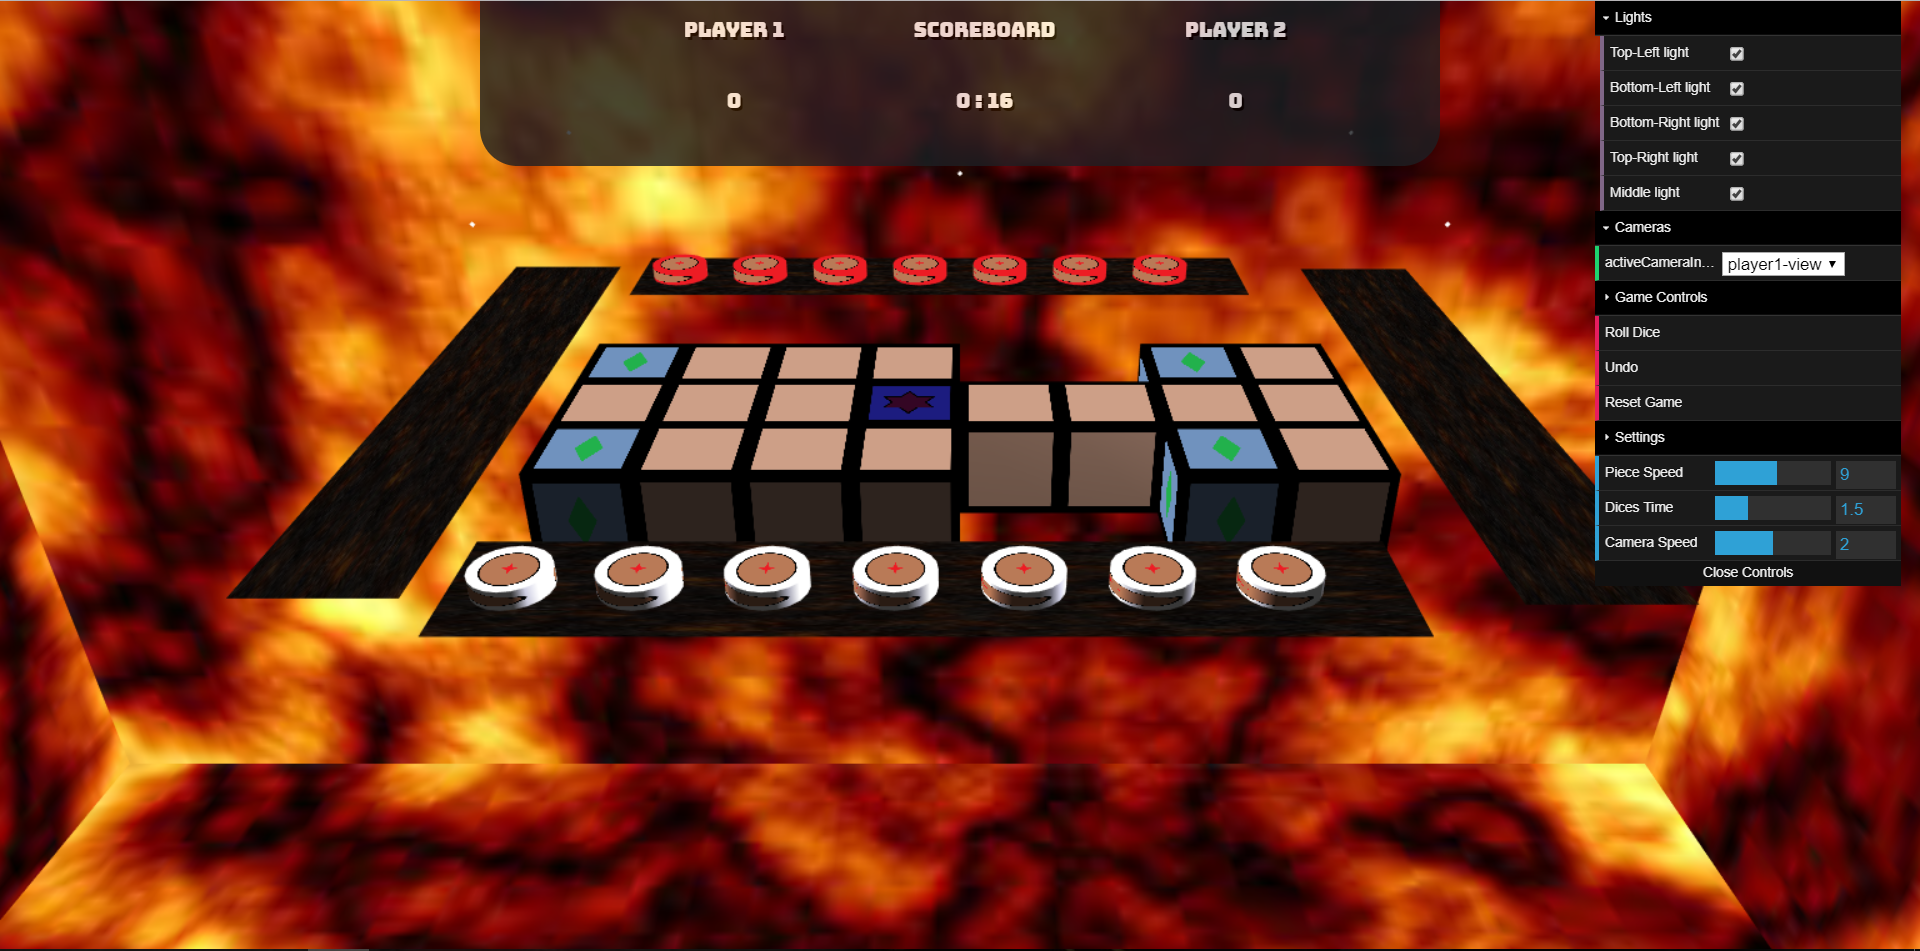 PLAYER 1 SCOREBOARD PLAYER 2
0 0:16 0
Lights
Top-Left light
Bottom-Left light
Bottom-Right light
Top-Right light
Middle light
Cameras
activeCameraIn... player1-view
Game Controls
Roll Dice
Undo
Reset Game
Settings
Piece Speed 9
Dices Time 1.5
Camera Speed 2
Close Controls